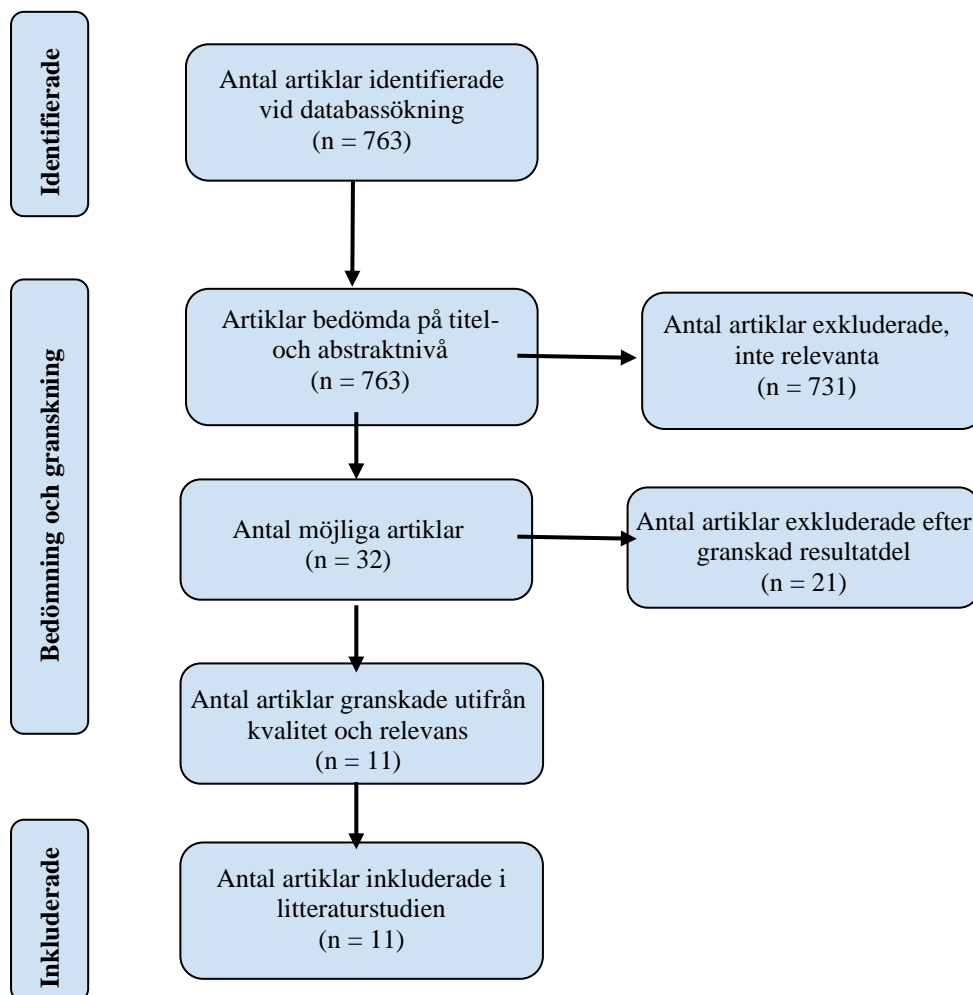 Identifierade
Antal artiklar identifierade
vid databassökning
(n = 763)
Bedömning och granskning
Artiklar bedömda på titel-
och abstraktnivå
(n = 763)
Antal artiklar exkluderade,
inte relevanta
(n = 731)
Antal möjliga artiklar
(n = 32)
Antal artiklar exkluderade efter
granskad resultatdel
(n = 21)
Antal artiklar granskade utifrån
kvalitet och relevans
(n = 11)
Inkluderade
Antal artiklar inkluderade i
litteraturstudien
(n = 11)